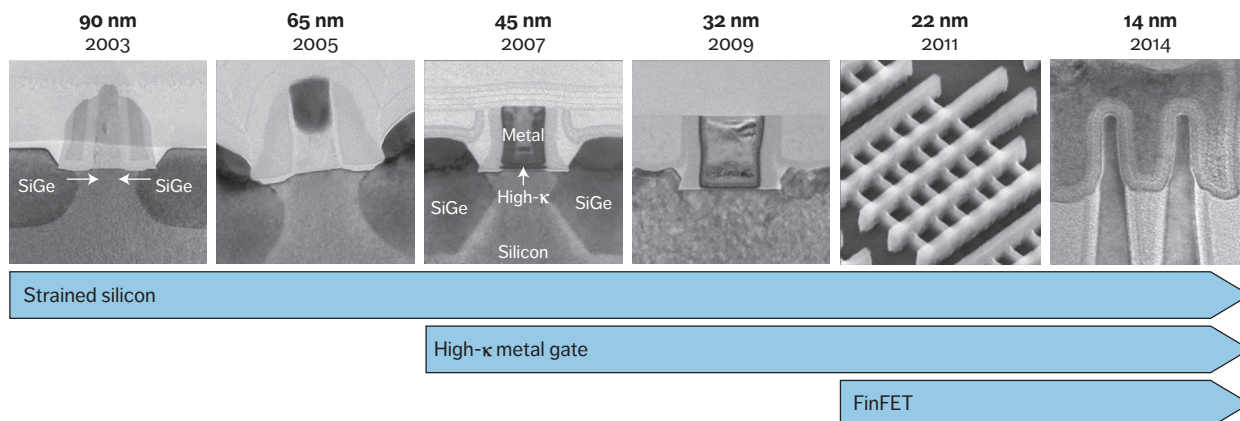 90 nm
2003
65 nm
2005
45 nm
2007
32 nm
2009
22 nm
2011
14 nm
2014
SiGe
SiGe
Metal
High-κ
SiGe
SiGe
Silicon
Strained silicon
High-κ metal gate
FinFET